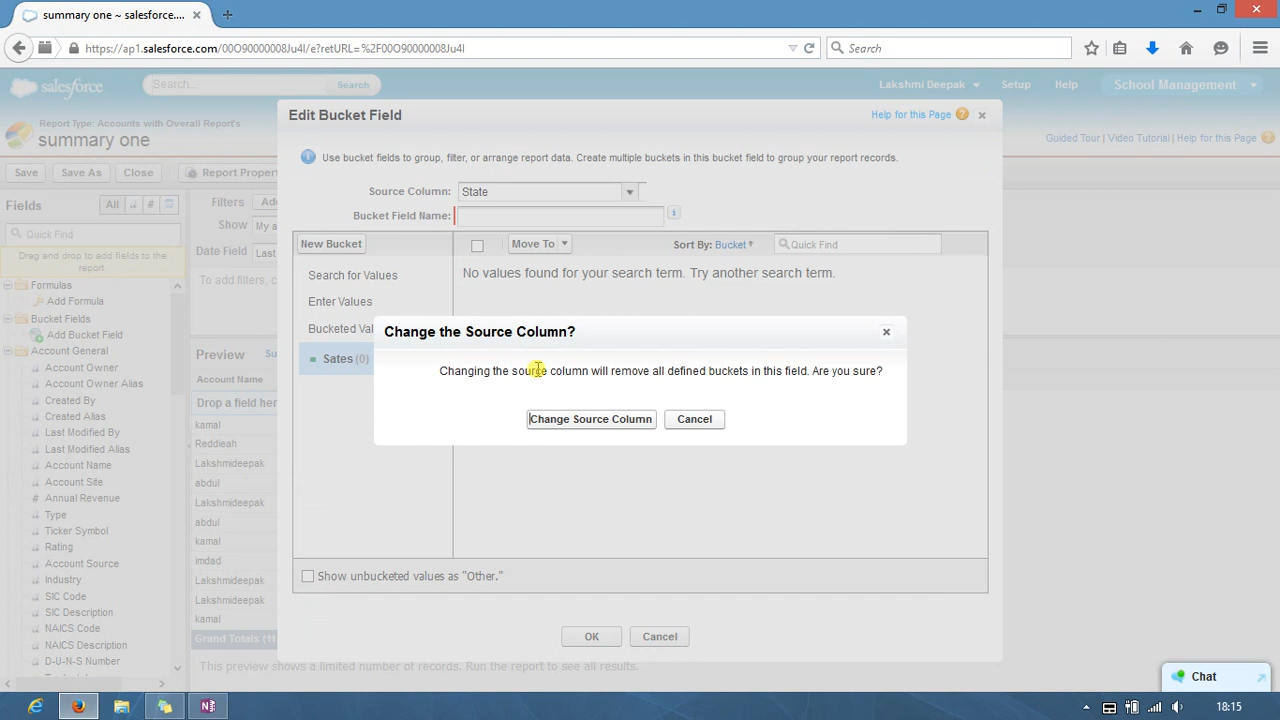 summary one ~ salesforce....
https://ap1.salesforce.com/00O90000008Ju4l/e?retURL=%2F00O90000008Ju4l
Search
salesforce
Search...
Search
Lakshmi Deepak
Setup
Help
School Management
Report Type: Accounts with Overall Report's
summary one
Guided Tour | Video Tutorial | Help for this Page
Save
Save As
Close
Report Proper
Fields
All
#
Quick Find
Drag and drop to add fields to the
report
Formulas
Add Formula
Bucket Fields
Add Bucket Field
Account General
Account Owner
Account Owner Alias
Created By
Created Alias
Last Modified By
Last Modified Alias
Account Name
Account Site
# Annual Revenue
Type
Ticker Symbol
Rating
Account Source
Industry
SIC Code
SIC Description
NAICS Code
NAICS Description
D-U-N-S Number
Filters
Show
My a
Date Field
Last
To add filters, c
Preview
Su
Account Name
Drop a field her
kamal
Reddieah
Lakshmideepak
abdul
Lakshmideepak
abdul
kamal
imdad
Lakshmideepak
Lakshmideepak
kamal
Grand Totals (11
This preview shows a limited number of records. Run the report to see all results.
Edit Bucket Field
Help for this Page
Use bucket fields to group, filter, or arrange report data. Create multiple buckets in this bucket field to group your report records.
Source Column:
State
Bucket Field Name:
New Bucket
Move To
Sort By: Bucket
Quick Find
Search for Values
Enter Values
Bucketed Val
Sates (0)
No values found for your search term. Try another search term.
Show unbucketed values as "Other."
OK
Cancel
Change the Source Column?
Changing the source column will remove all defined buckets in this field. Are you sure?
Change Source Column
Cancel
Chat
18:15